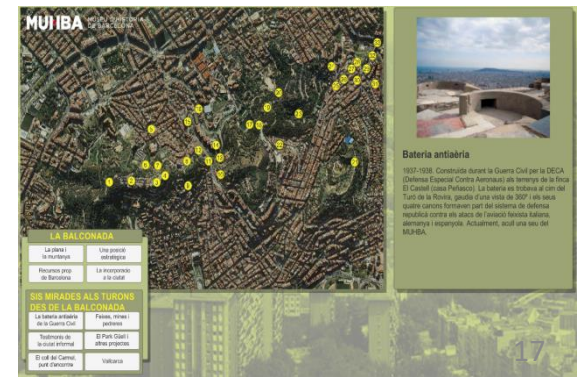 MUHBA MUSEU D'HISTÒRIA
DE BARCELONA
LA BALCONADA
La plana i
la muntanya
Una posició
estratègica
Recursos prop
de Barcelona
La incorporació
a la ciutat
SIS MIRADES ALS TURONS
DES DE LA BALCONADA
La bateria antiaèria
de la Guerra Civil
Feixes, mines i
pedreres
Testimonis de
la ciutat informal
El Park Güell i
altres projectes
El coll del Carmel,
punt d'encontre
Vallcarca
Bateria antiaèria
1937-1938. Construïda durant la Guerra Civil per la DECA
(Defensa Especial Contra Aeronaus) als terrenys de la finca
El Castell (casa Peñasco). La bateria es trobava al cim del
Turó de la Rovira, gaudia d'una vista de 360º i els seus
quatre canons formaven part del sistema de defensa
republicà contra els atacs de l'aviació feixista italiana,
alemanya i espanyola. Actualment, acull una seu del
MUHBA.
17